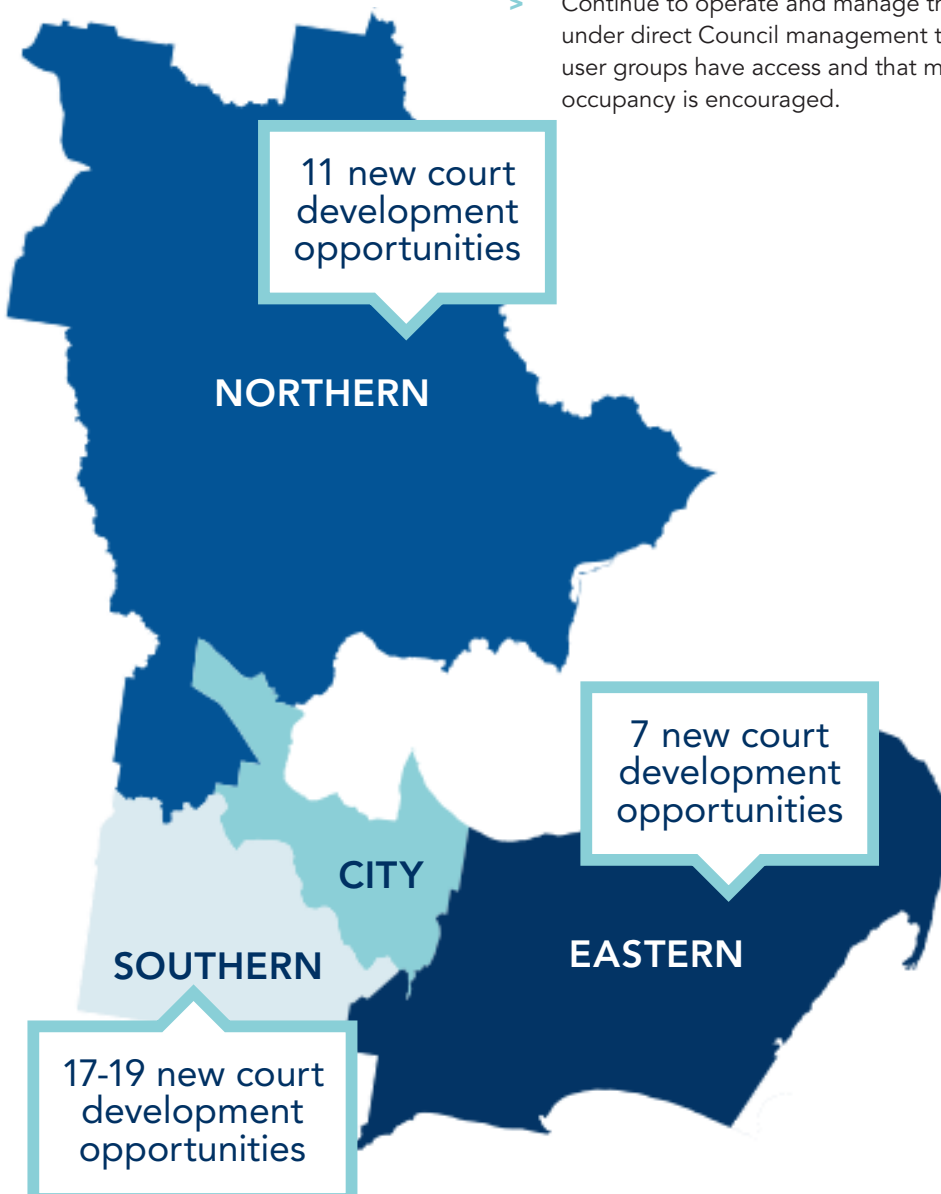 > Continue to operate and manage
under direct Council management
user groups have access and that
occupancy is encouraged.
11 new court
development
opportunities
NORTHERN
7 new court
development
opportunities
CITY
EASTERN
SOUTHERN
17-19 new court
development
opportunities